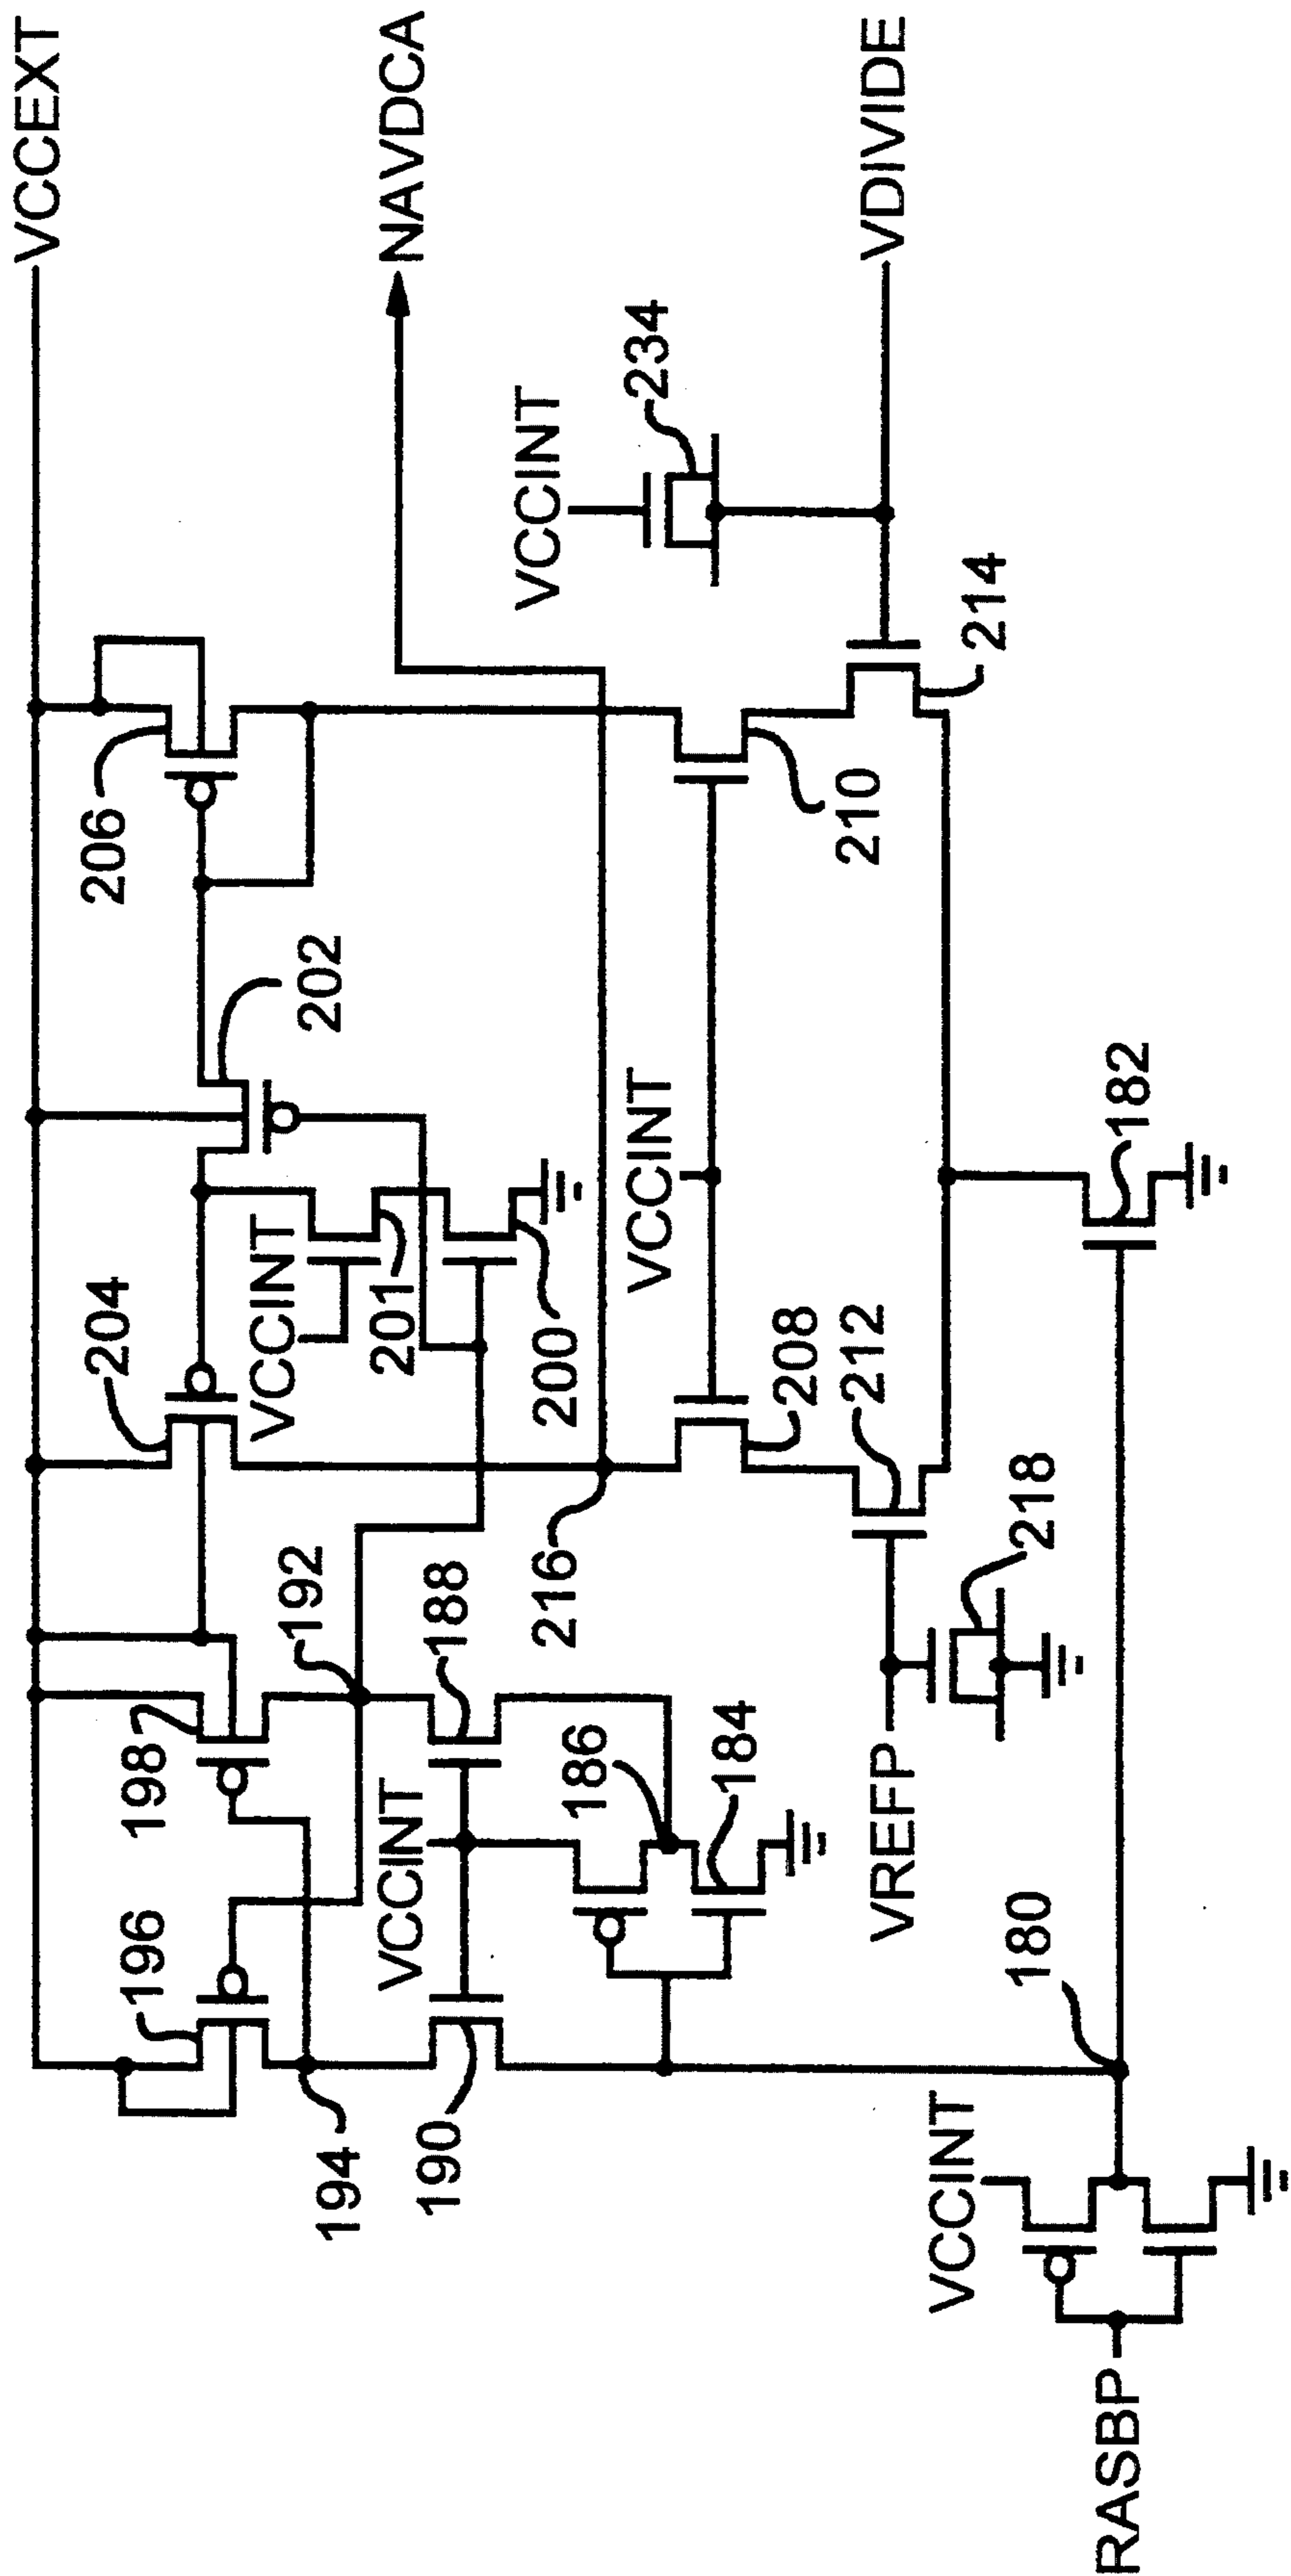 VCCEXT
NAVDCA
VDIVIDE
206
202
204
VCCINT
201
200
VCCINT
234
214
210
VCCINT
208
212
182
216
218
198
192
188
196
VCCINT
186
184
VREFP
194
190
180
VCCINT
RASBP